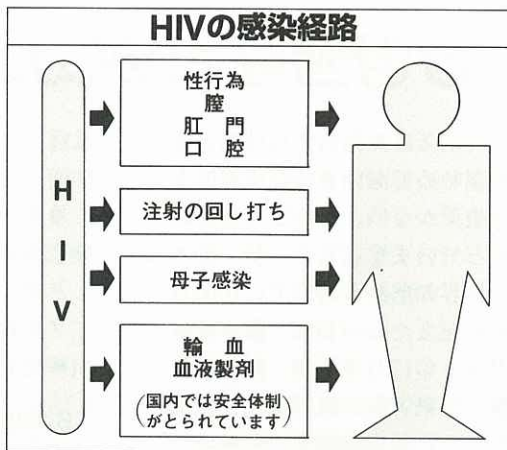 HIVの感染経路
HIV
性行為
膣
肛 門
口 腔
注射の回し打ち
母子感染
輸 血
血液製剤
(国内では安全体制
がとられています)